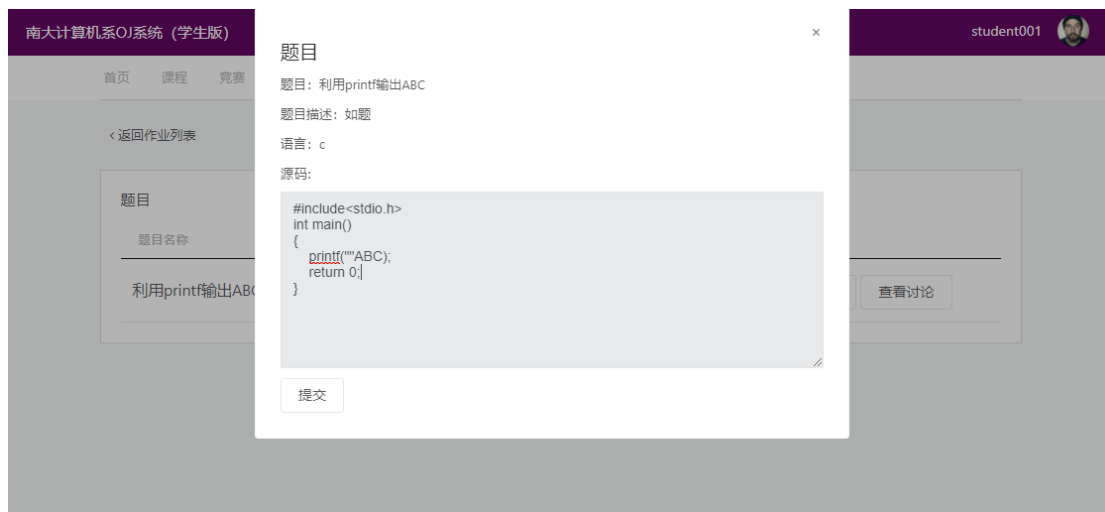 南大计算机系OJ系统（学生版）
student001
首页 课程 竞赛
‹ 返回作业列表
题目
题目名称
利用printf输出ABC
查看讨论
×
题目
题目：利用printf输出ABC
题目描述：如题
语言：c
源码:
#include<stdio.h>
int main()
{
printf(""ABC);
return 0;
}
提交